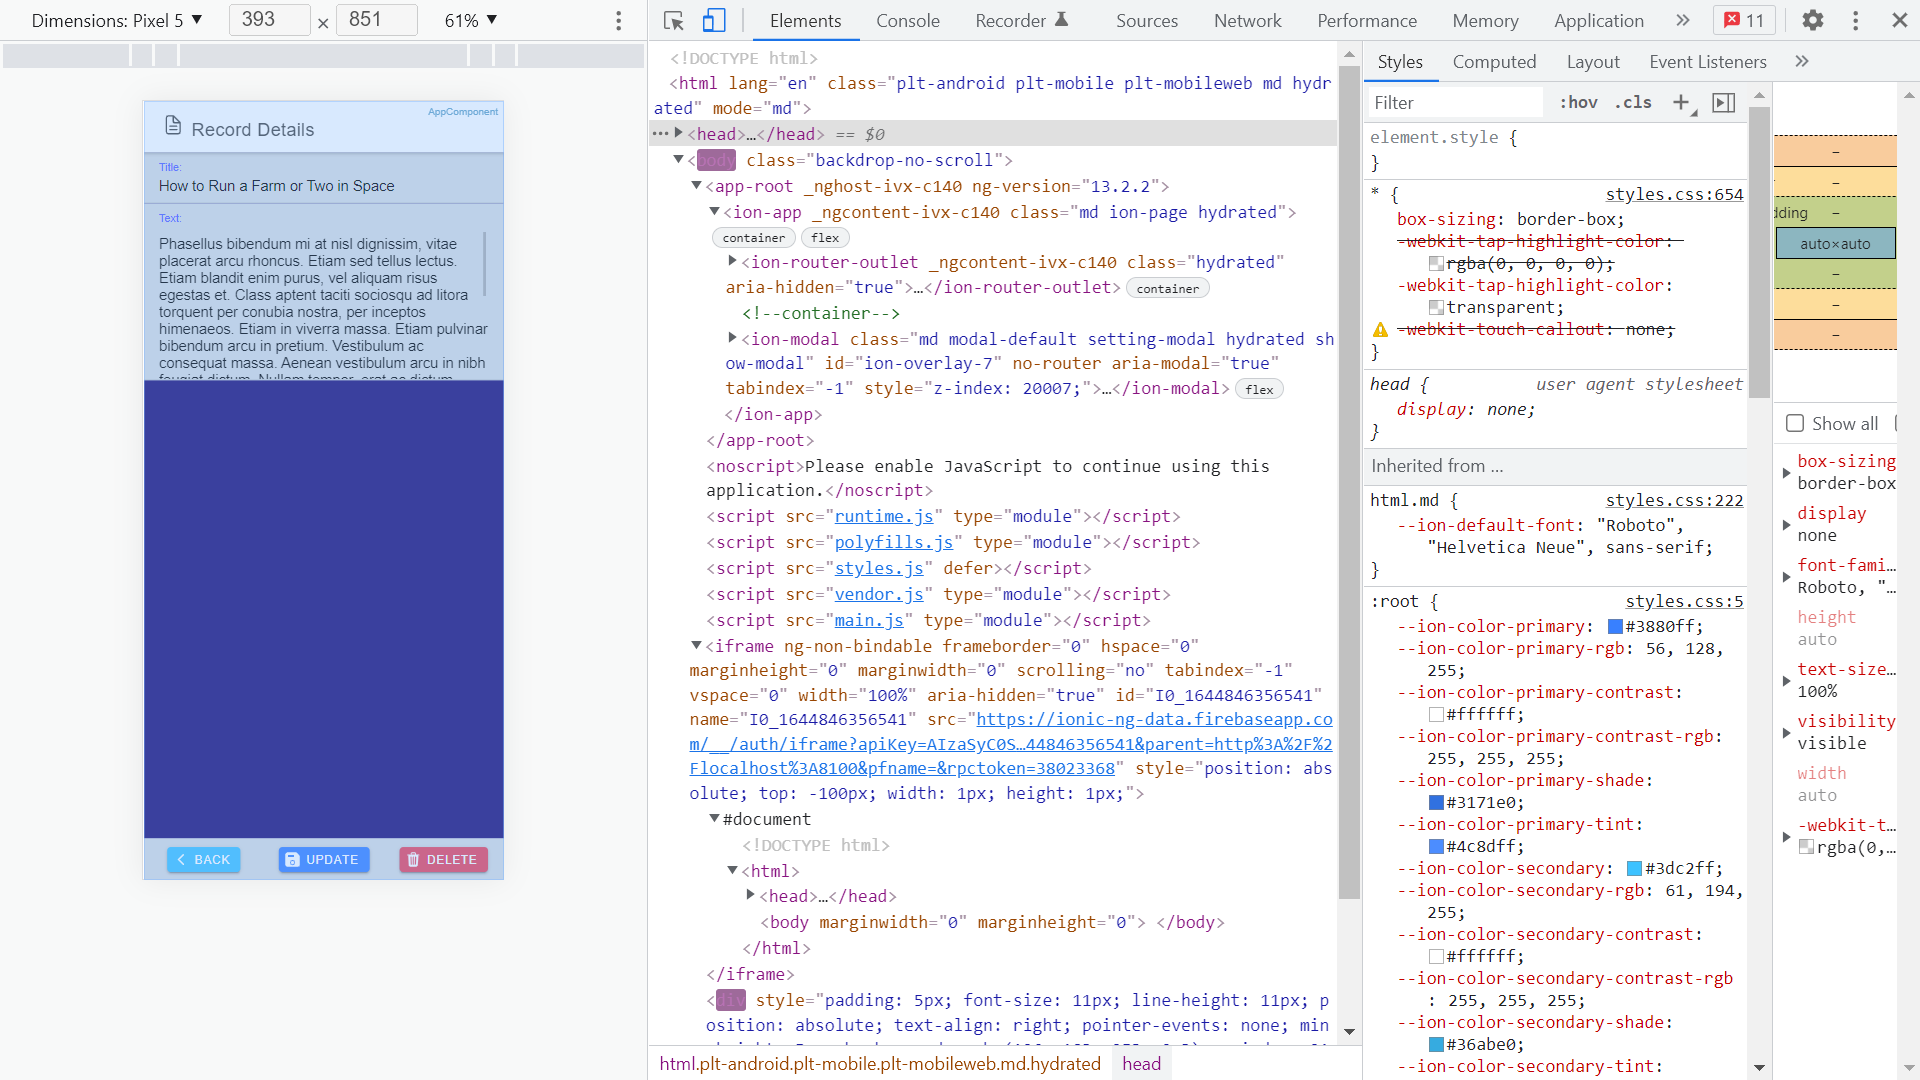 Dimensions: Pixel 5 ▼ 393 × 851 61% ▼
Elements Console Recorder Sources Network Performance Memory Application » 11
AppComponent
Record Details
Title:
How to Run a Farm or Two in Space
Text:
Phasellus bibendum mi at nisl dignissim, vitae
placerat arcu rhoncus. Etiam sed tellus lectus.
Etiam blandit enim purus, vel aliquam risus
egestas et. Class aptent taciti sociosqu ad litora
torquent per conubia nostra, per inceptos
himenaeos. Etiam in viverra massa. Etiam pulvinar
bibendum arcu in pretium. Vestibulum ac
consequat massa. Aenean vestibulum arcu in nibh
feugiat dictum. Nullam tempor, erat ac dictum
BACK UPDATE DELETE
<!DOCTYPE html>
<html lang="en" class="plt-android plt-mobile plt-mobileweb md hydr
ated" mode="md">
··· ▶<head>…</head> == $0
▼<body class="backdrop-no-scroll">
▼<app-root _nghost-ivx-c140 ng-version="13.2.2">
▼<ion-app _ngcontent-ivx-c140 class="md ion-page hydrated">
container flex
▶<ion-router-outlet _ngcontent-ivx-c140 class="hydrated"
aria-hidden="true">…</ion-router-outlet> container
<!--container-->
▶<ion-modal class="md modal-default setting-modal hydrated sh
ow-modal" id="ion-overlay-7" no-router aria-modal="true"
tabindex="-1" style="z-index: 20007;">…</ion-modal> flex
</ion-app>
</app-root>
<noscript>Please enable JavaScript to continue using this
application.</noscript>
<script src="runtime.js" type="module"></script>
<script src="polyfills.js" type="module"></script>
<script src="styles.js" defer></script>
<script src="vendor.js" type="module"></script>
<script src="main.js" type="module"></script>
▼<iframe ng-non-bindable frameborder="0" hspace="0"
marginheight="0" marginwidth="0" scrolling="no" tabindex="-1"
vspace="0" width="100%" aria-hidden="true" id="I0_1644846356541"
name="I0_1644846356541" src="https://ionic-ng-data.firebaseapp.co
m/__/auth/iframe?apiKey=AIzaSyC0S…44846356541&parent=http%3A%2F%2
Flocalhost%3A8100&pfname=&rpctoken=38023368" style="position: abs
olute; top: -100px; width: 1px; height: 1px;">
▼#document
<!DOCTYPE html>
▼<html>
▶<head>…</head>
<body marginwidth="0" marginheight="0"> </body>
</html>
</iframe>
<div style="padding: 5px; font-size: 11px; line-height: 11px; p
osition: absolute; text-align: right; pointer-events: none; min
html.plt-android.plt-mobile.plt-mobileweb.md.hydrated head
Styles Computed Layout Event Listeners »
Filter :hov .cls
element.style {
}
* { styles.css:654
box-sizing: border-box;
-webkit-tap-highlight-color:
rgba(0, 0, 0, 0);
-webkit-tap-highlight-color:
transparent;
-webkit-touch-callout: none;
}
head { user agent stylesheet
display: none;
}
Inherited from ...
html.md { styles.css:222
--ion-default-font: "Roboto",
"Helvetica Neue", sans-serif;
}
:root { styles.css:5
--ion-color-primary: #3880ff;
--ion-color-primary-rgb: 56, 128,
255;
--ion-color-primary-contrast:
#ffffff;
--ion-color-primary-contrast-rgb:
255, 255, 255;
--ion-color-primary-shade:
#3171e0;
--ion-color-primary-tint:
#4c8dff;
--ion-color-secondary: #3dc2ff;
--ion-color-secondary-rgb: 61, 194,
255;
--ion-color-secondary-contrast:
#ffffff;
--ion-color-secondary-contrast-rgb
: 255, 255, 255;
--ion-color-secondary-shade:
#36abe0;
--ion-color-secondary-tint:
–
–
dding –
auto×auto
–
–
–
Show all
box-sizing
border-box
display
none
font-fami…
Roboto, "…
height
auto
text-size…
100%
visibility
visible
width
auto
-webkit-t…
rgba(0,…